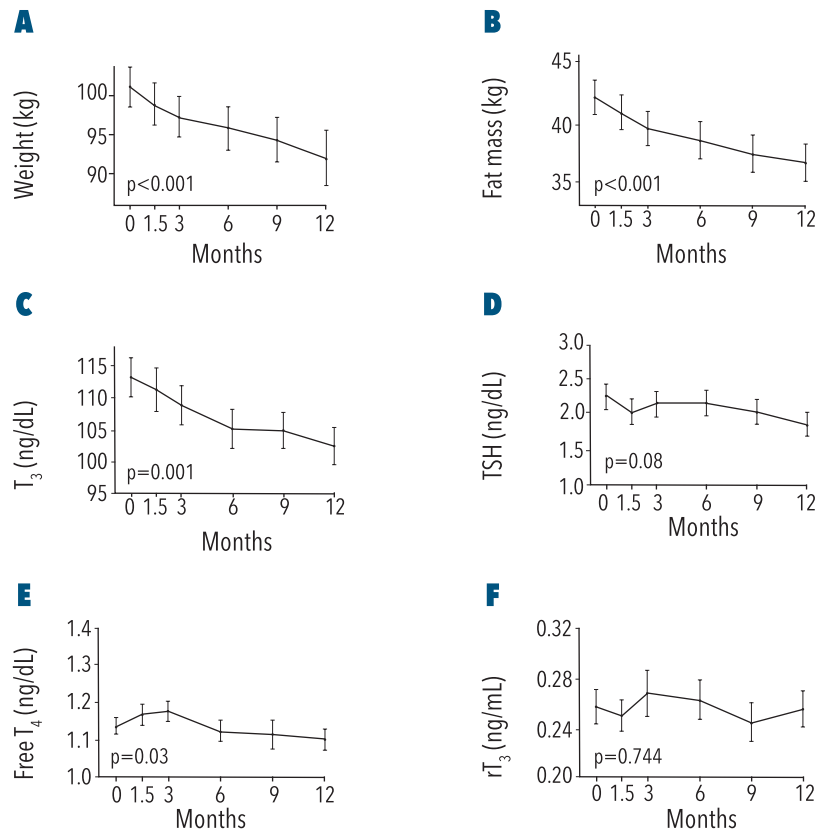 A
Weight (kg)
100
95
90
p<0.001
0 1.5 3 6 9 12
Months
B
Fat mass (kg)
45
40
35
p<0.001
0 1.5 3 6 9 12
Months
C
T3 (ng/dL)
115
110
105
100
95
p=0.001
0 1.5 3 6 9 12
Months
D
TSH (ng/dL)
3.0
2.5
2.0
1.5
1.0
p=0.08
0 1.5 3 6 9 12
Months
E
Free T4 (ng/dL)
1.4
1.3
1.2
1.1
1.0
p=0.03
0 1.5 3 6 9 12
Months
F
rT3 (ng/mL)
0.32
0.28
0.24
0.20
p=0.744
0 1.5 3 6 9 12
Months